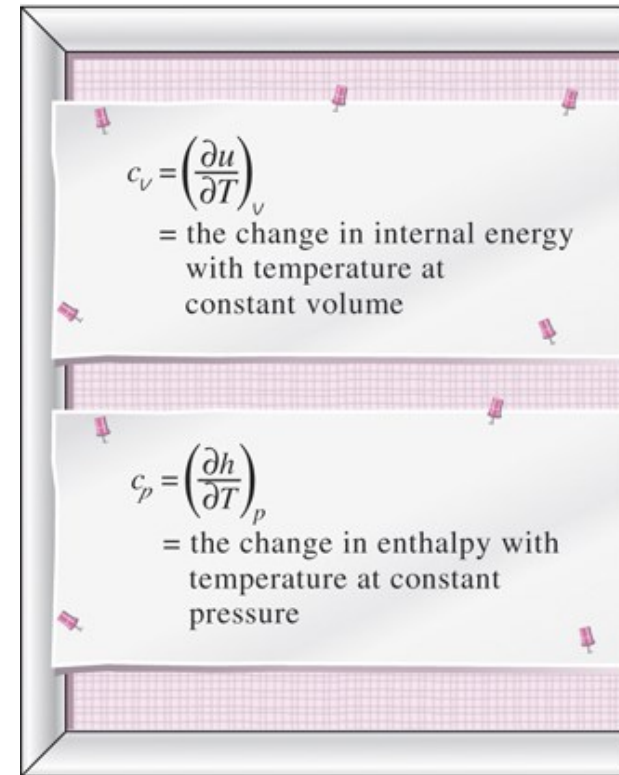 c_v = (∂u/∂T)_v
= the change in internal energy
with temperature at
constant volume
c_p = (∂h/∂T)_p
= the change in enthalpy with
temperature at constant
pressure